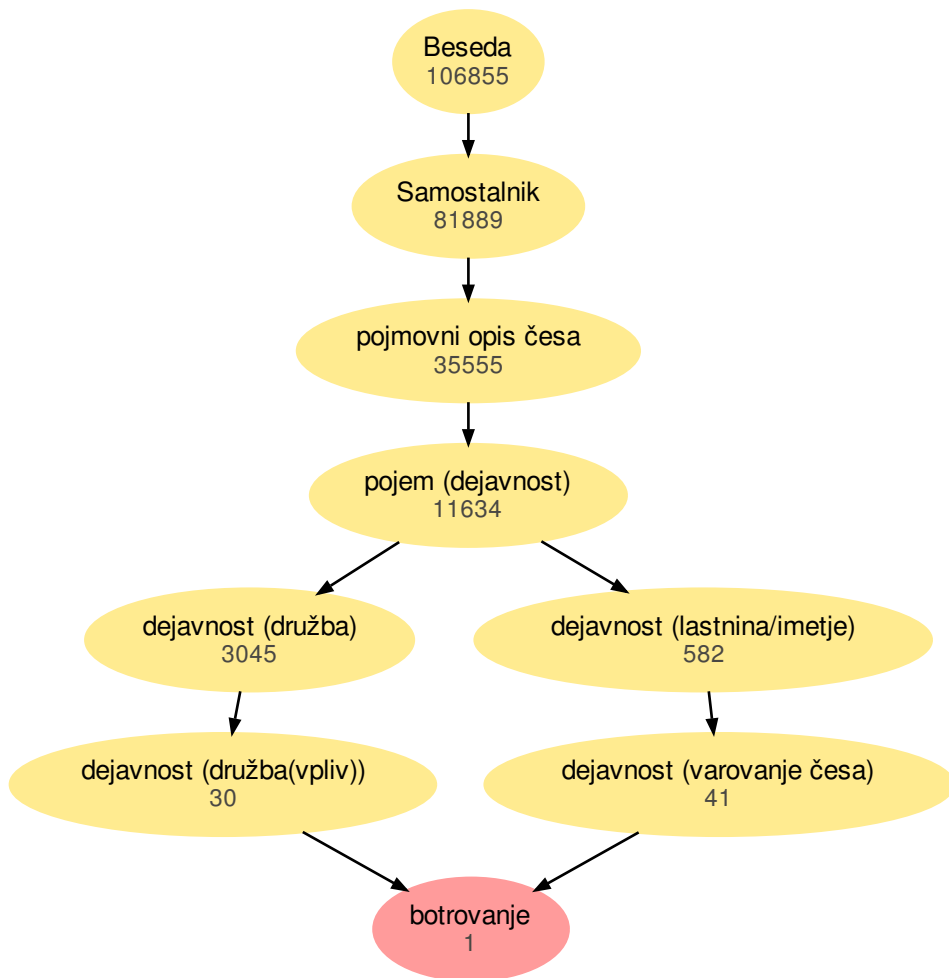 Beseda
106855
Samostalnik
81889
pojmovni opis česa
35555
pojem (dejavnost)
11634
dejavnost (družba)
3045
dejavnost (lastnina/imetje)
582
dejavnost (družba(vpliv))
30
dejavnost (varovanje česa)
41
botrovanje
1